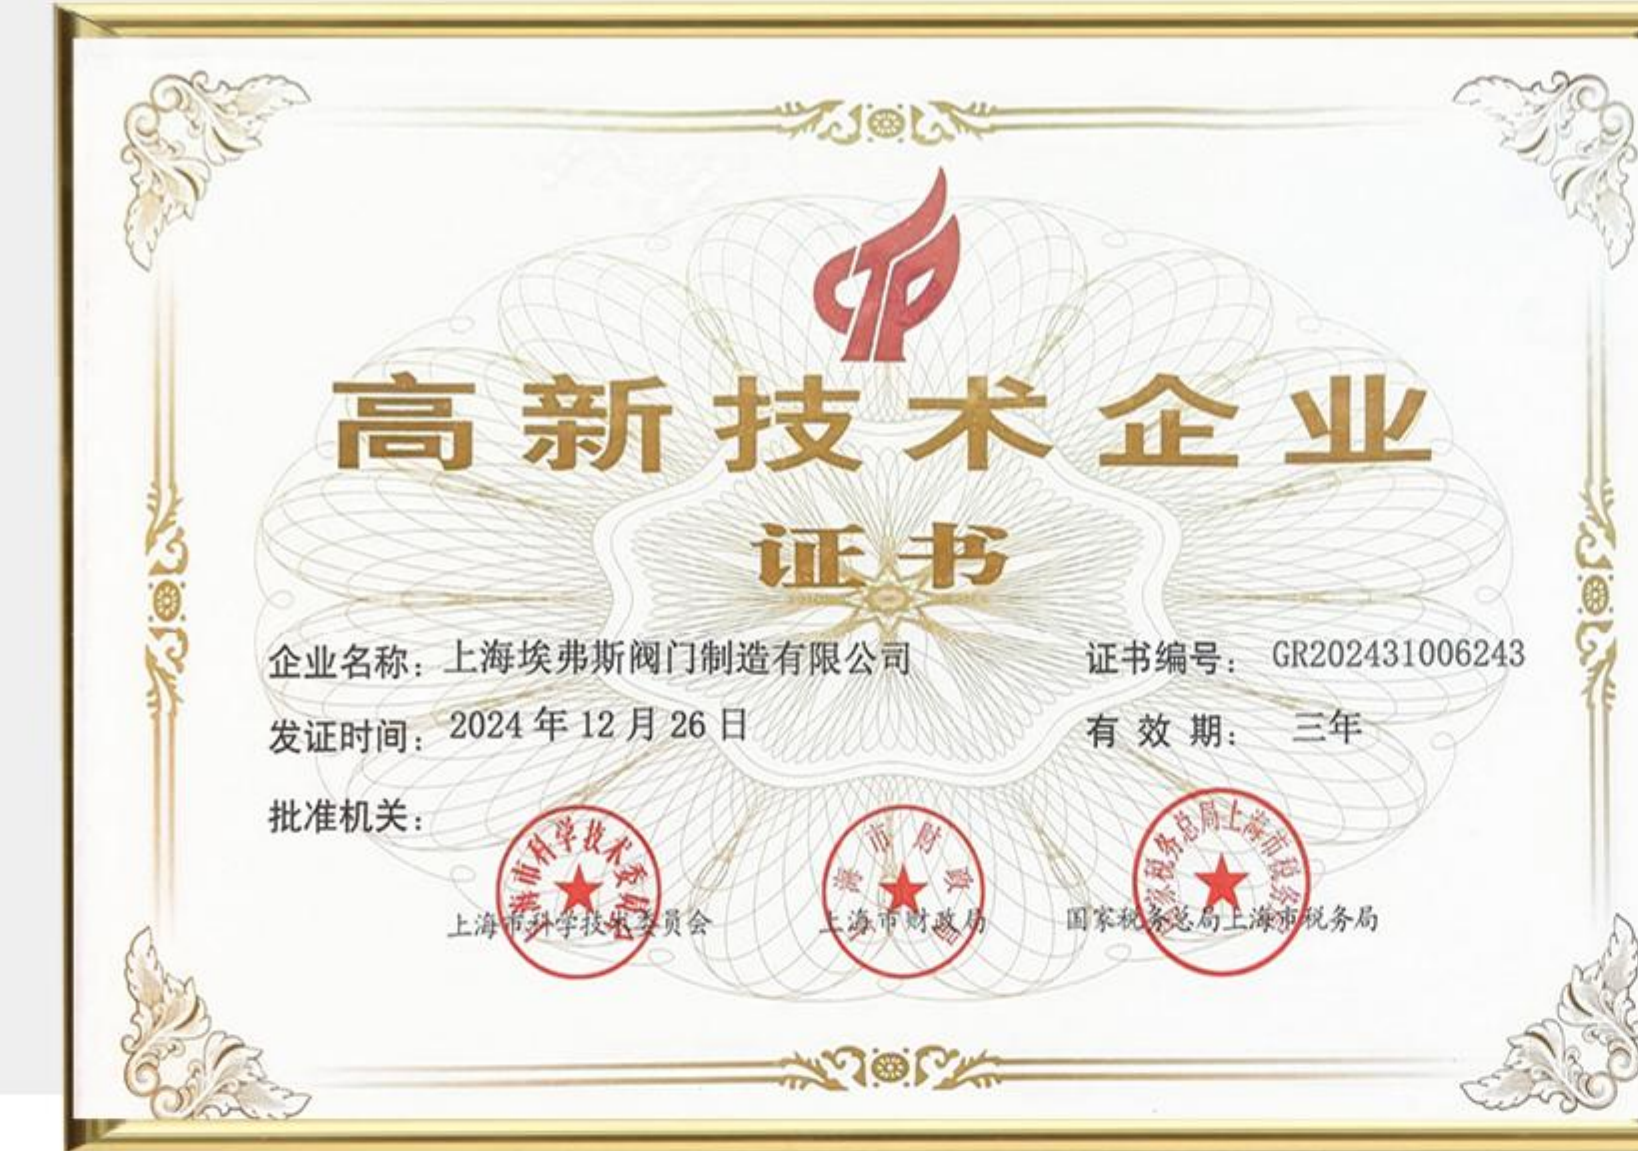 高新技术企业
证书
企业名称：上海埃弗斯阀门制造有限公司 证书编号：GR202431006243
发证时间：2024年12月26日 有效期：三年
批准机关：
上海市科学技术委员会 上海市财政局 国家税务总局上海市税务局